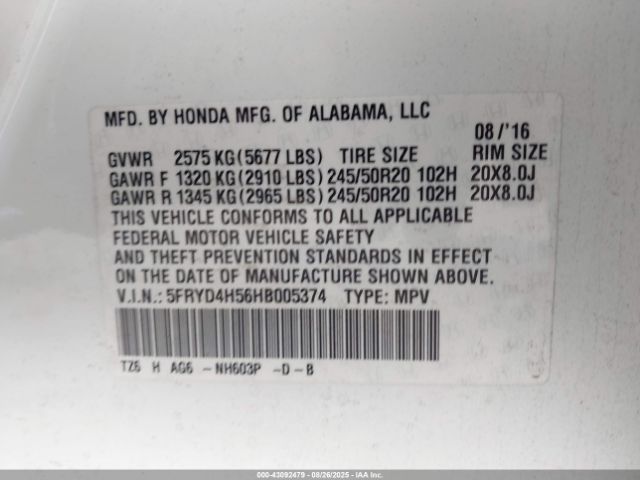 MFD. BY HONDA MFG. OF ALABAMA, LLC
08/'16
GVWR 2575 KG(5677 LBS) TIRE SIZE RIM SIZE
GAWR F 1320 KG(2910 LBS) 245/50R20 102H 20X8.0J
GAWR R 1345 KG(2965 LBS) 245/50R20 102H 20X8.0J
THIS VEHICLE CONFORMS TO ALL APPLICABLE
FEDERAL MOTOR VEHICLE SAFETY
AND THEFT PREVENTION STANDARDS IN EFFECT
ON THE DATE OF MANUFACTURE SHOWN ABOVE.
V.I.N.: 5FRYD4H56HB005374 TYPE: MPV
TZ6 H AG6 -NH603P -D-B
000-43092479 - 08/26/2025 - Copyright IAA, LLC.